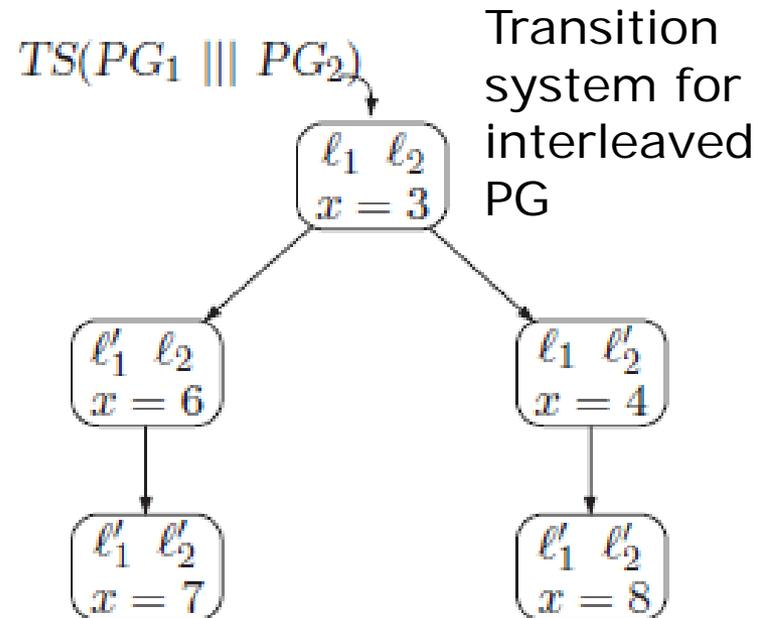 TS(PG₁ ||| PG₂)
Transition
system for
interleaved
PG
ℓ₁ ℓ₂
x = 3
ℓ′₁ ℓ₂
x = 6
ℓ₁ ℓ′₂
x = 4
ℓ′₁ ℓ′₂
x = 7
ℓ′₁ ℓ′₂
x = 8